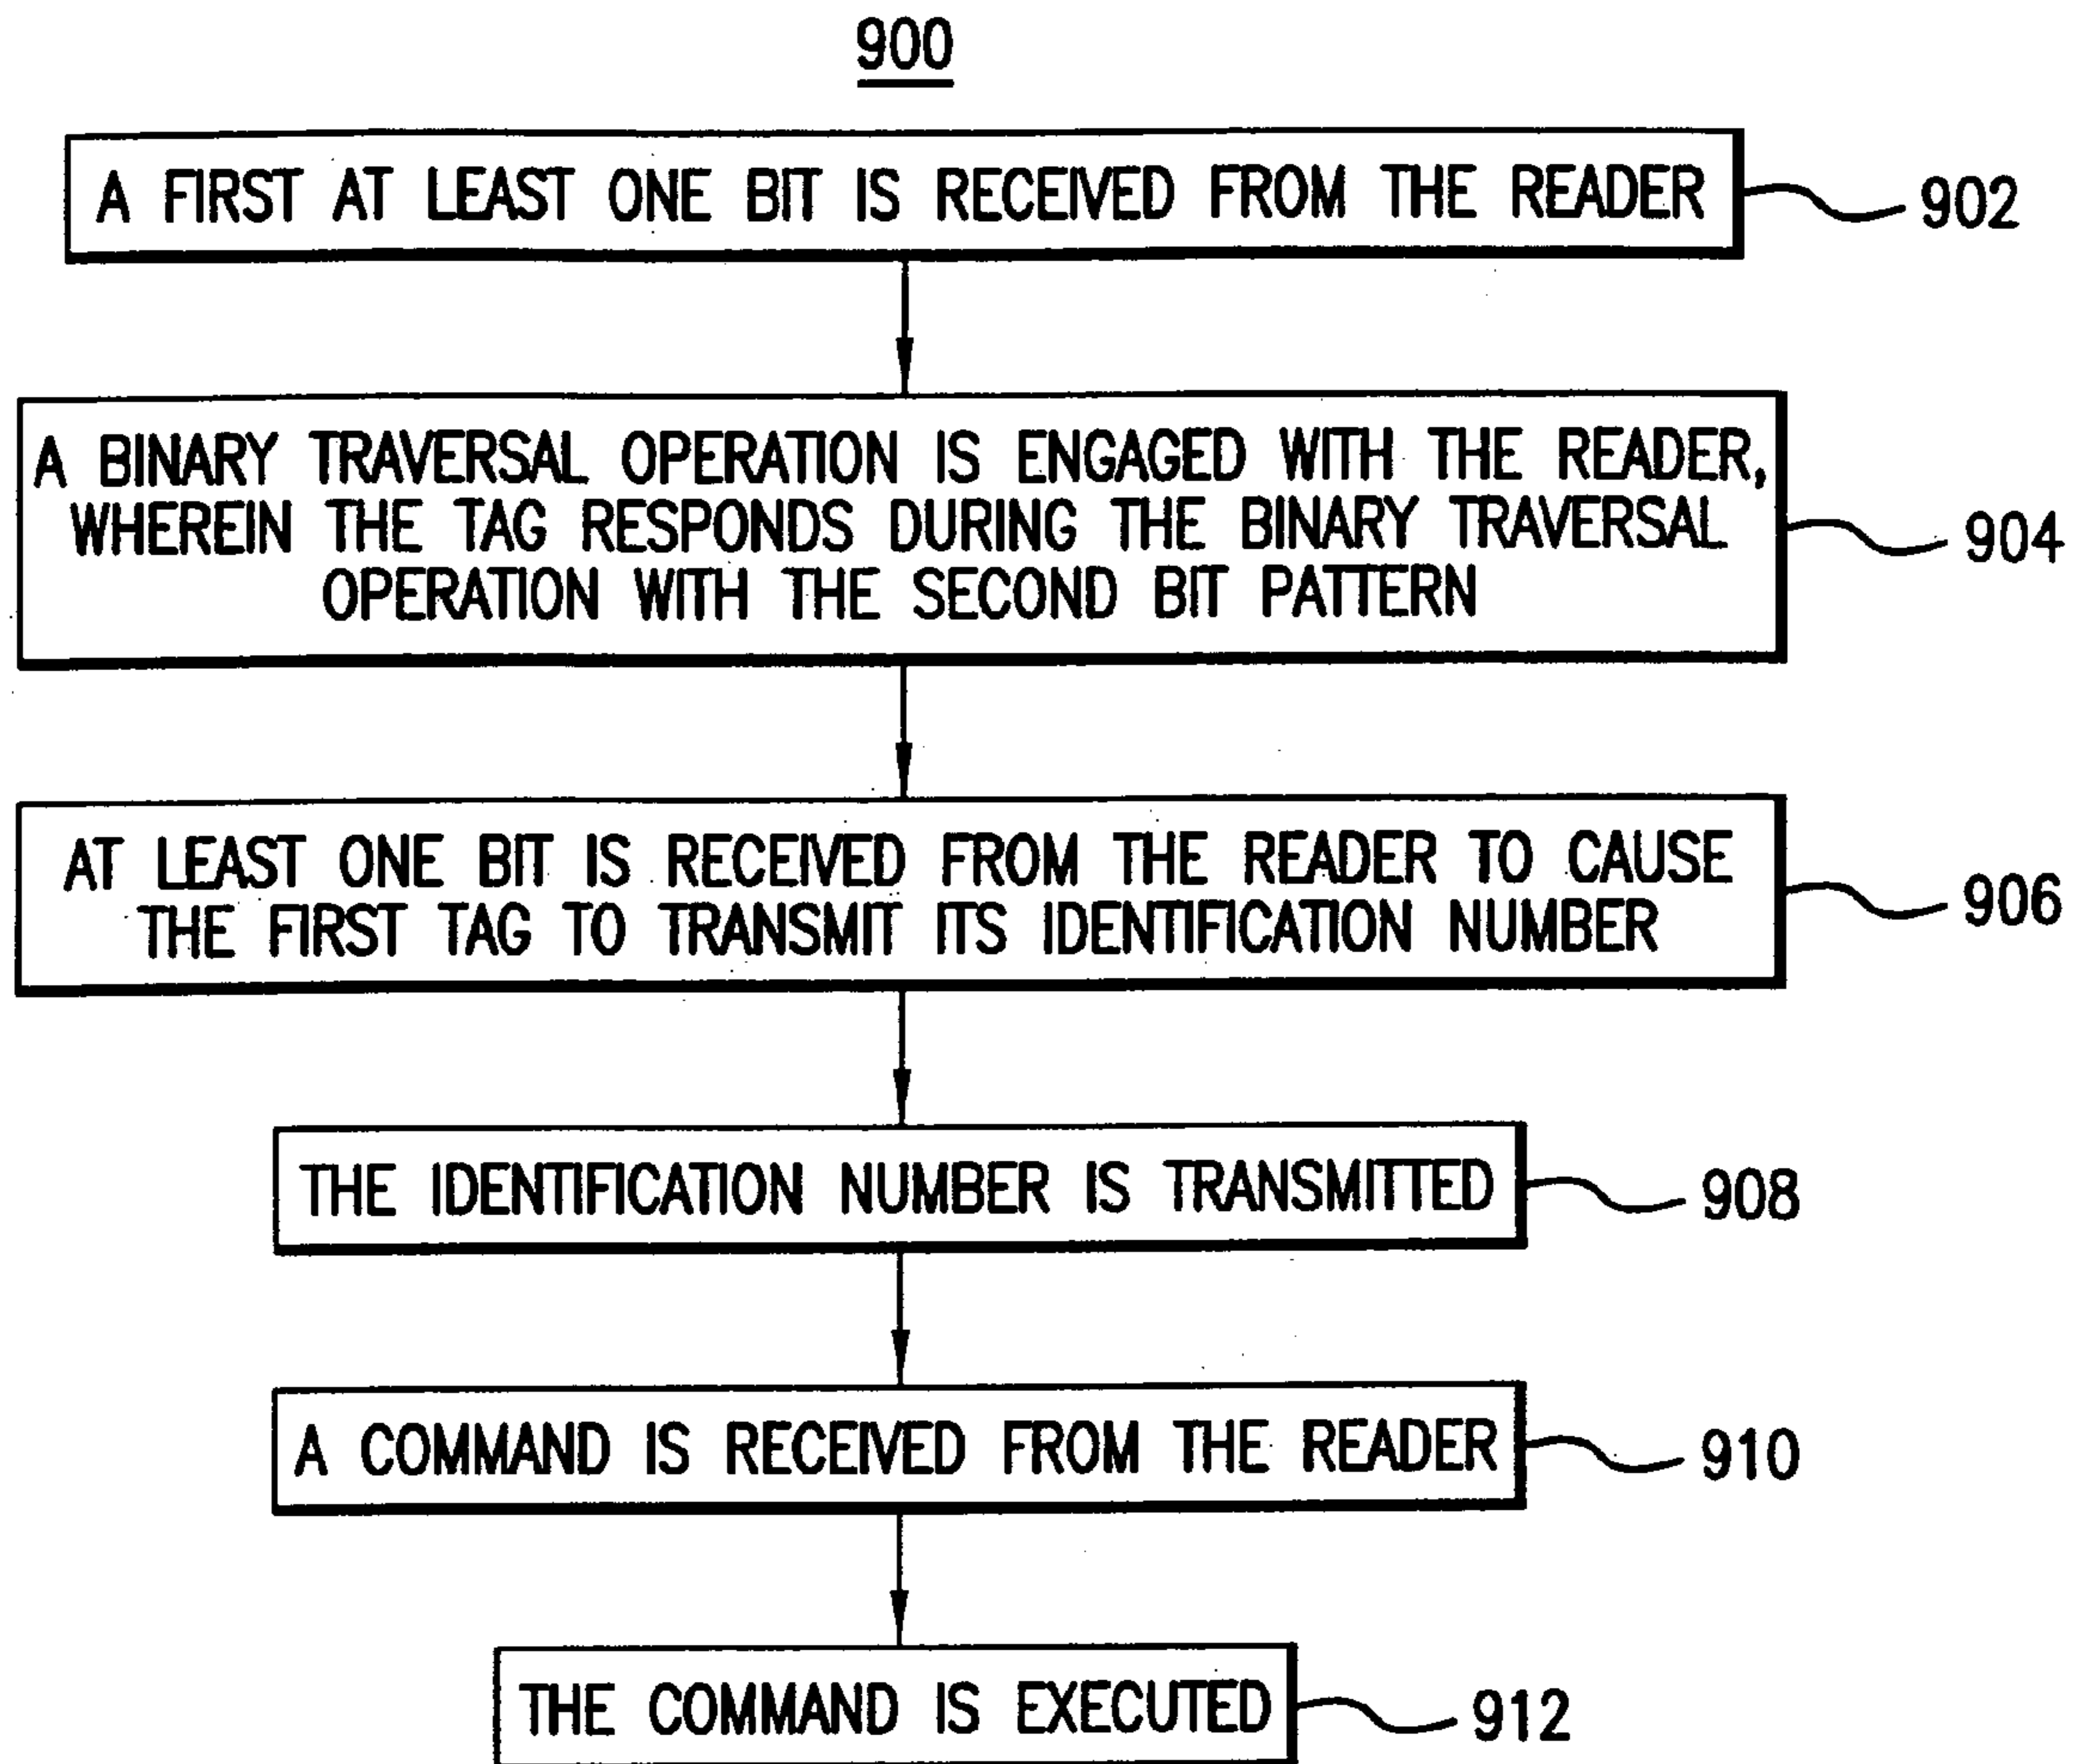 900
A FIRST AT LEAST ONE BIT IS RECEIVED FROM THE READER
902
A BINARY TRAVERSAL OPERATION IS ENGAGED WITH THE READER,
WHEREIN THE TAG RESPONDS DURING THE BINARY TRAVERSAL
OPERATION WITH THE SECOND BIT PATTERN
904
AT LEAST ONE BIT IS RECEIVED FROM THE READER TO CAUSE
THE FIRST TAG TO TRANSMIT ITS IDENTIFICATION NUMBER
906
THE IDENTIFICATION NUMBER IS TRANSMITTED
908
A COMMAND IS RECEIVED FROM THE READER
910
THE COMMAND IS EXECUTED
912